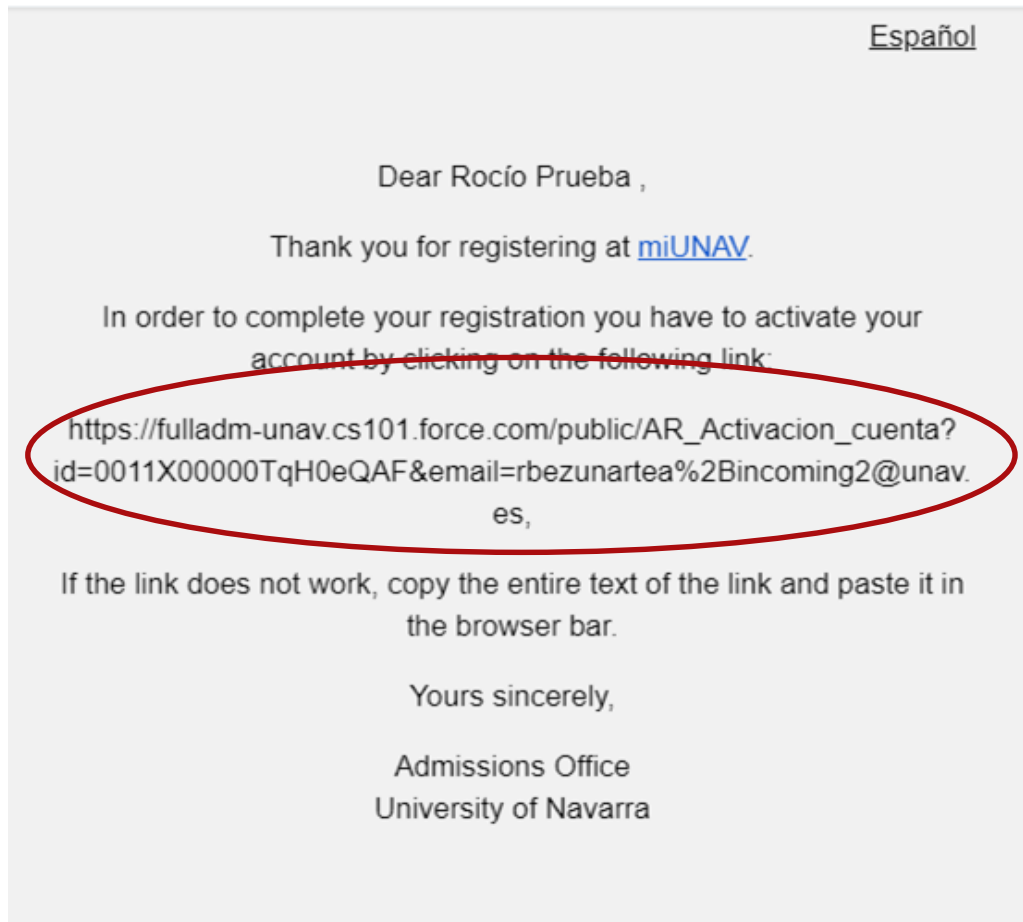 Español
Dear Rocío Prueba ,
Thank you for registering at miUNAV.
In order to complete your registration you have to activate your
account by clicking on the following link:
https://fulladm-unav.cs101.force.com/public/AR_Activacion_cuenta?
id=0011X00000TqH0eQAF&email=rbezunartea%2Bincoming2@unav.
es,
If the link does not work, copy the entire text of the link and paste it in
the browser bar.
Yours sincerely,
Admissions Office
University of Navarra